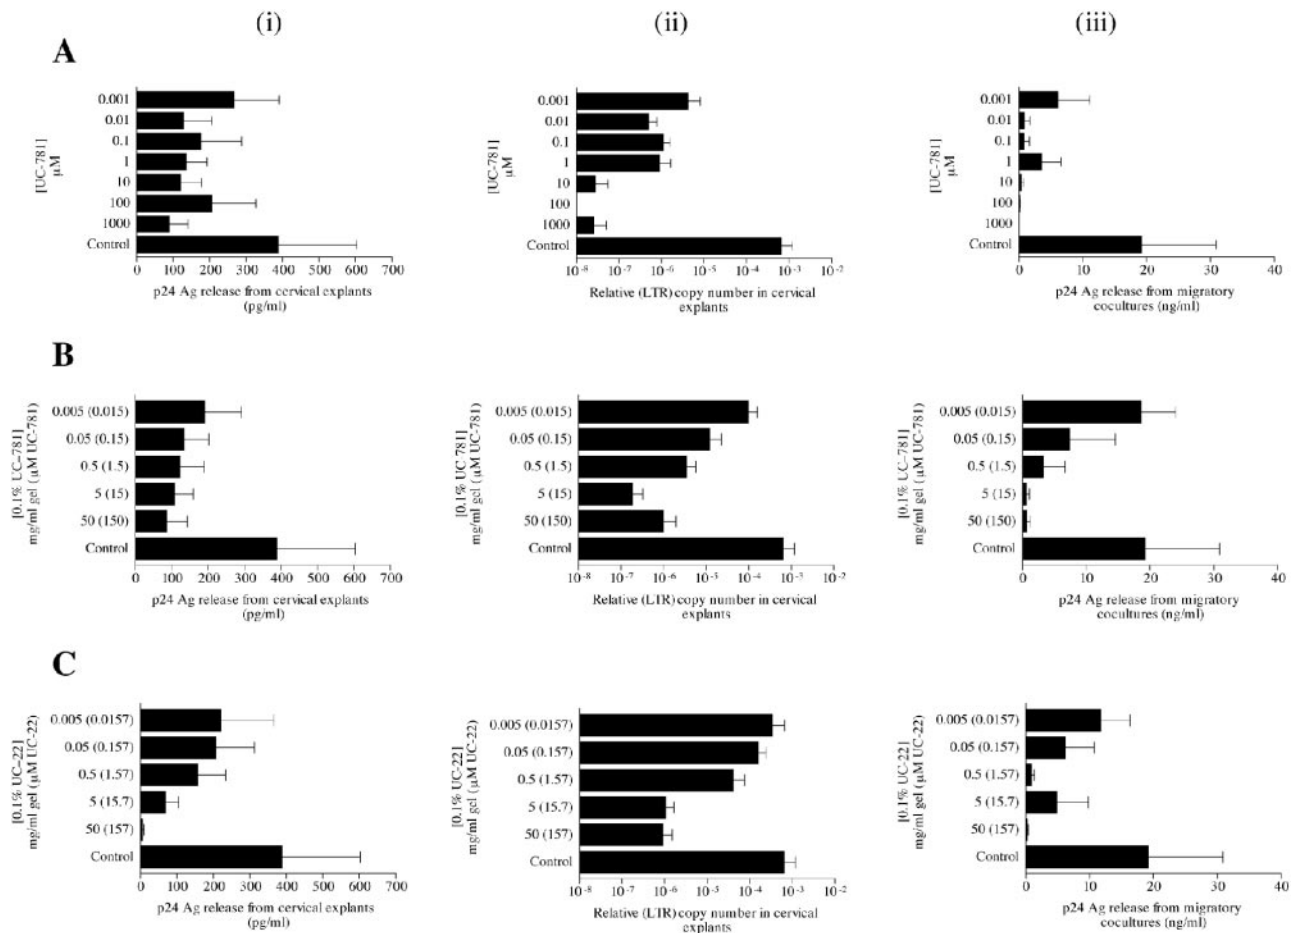 (i) (ii) (iii)
A
[UC-781]
μM
0.001
0.01
0.1
1
10
100
1000
Control
0 100 200 300 400 500 600 700
p24 Ag release from cervical explants
(pg/ml)
[UC-781]
μM
0.001
0.01
0.1
1
10
100
1000
Control
10-8 10-7 10-6 10-5 10-4 10-3 10-2
Relative (LTR) copy number in cervical
explants
[UC-781]
μM
0.001
0.01
0.1
1
10
100
1000
Control
0 10 20 30 40
p24 Ag release from migratory
cocultures (ng/ml)
B
[0.1% UC-781]
mg/ml gel (μM UC-781)
0.005 (0.015)
0.05 (0.15)
0.5 (1.5)
5 (15)
50 (150)
Control
0 100 200 300 400 500 600 700
p24 Ag release from cervical explants
(pg/ml)
[0.1% UC-781]
mg/ml gel (μM UC-781)
0.005 (0.015)
0.05 (0.15)
0.5 (1.5)
5 (15)
50 (150)
Control
10-8 10-7 10-6 10-5 10-4 10-3 10-2
Relative (LTR) copy number in cervical
explants
[0.1% UC-781]
mg/ml gel (μM UC-781)
0.005 (0.015)
0.05 (0.15)
0.5 (1.5)
5 (15)
50 (150)
Control
0 10 20 30 40
p24 Ag release from migratory
cocultures (ng/ml)
C
[0.1% UC-22]
mg/ml gel (μM UC-22)
0.005 (0.0157)
0.05 (0.157)
0.5 (1.57)
5 (15.7)
50 (157)
Control
0 100 200 300 400 500 600 700
p24 Ag release from cervical explants
(pg/ml)
[0.1% UC-22]
mg/ml gel (μM UC-22)
0.005 (0.0157)
0.05 (0.157)
0.5 (1.57)
5 (15.7)
50 (157)
Control
10-8 10-7 10-6 10-5 10-4 10-3 10-2
Relative (LTR) copy number in cervical
explants
[0.1% UC-22]
mg/ml gel (μM UC-22)
0.005 (0.0157)
0.05 (0.157)
0.5 (1.57)
5 (15.7)
50 (157)
Control
0 10 20 30 40
p24 Ag release from migratory
cocultures (ng/ml)